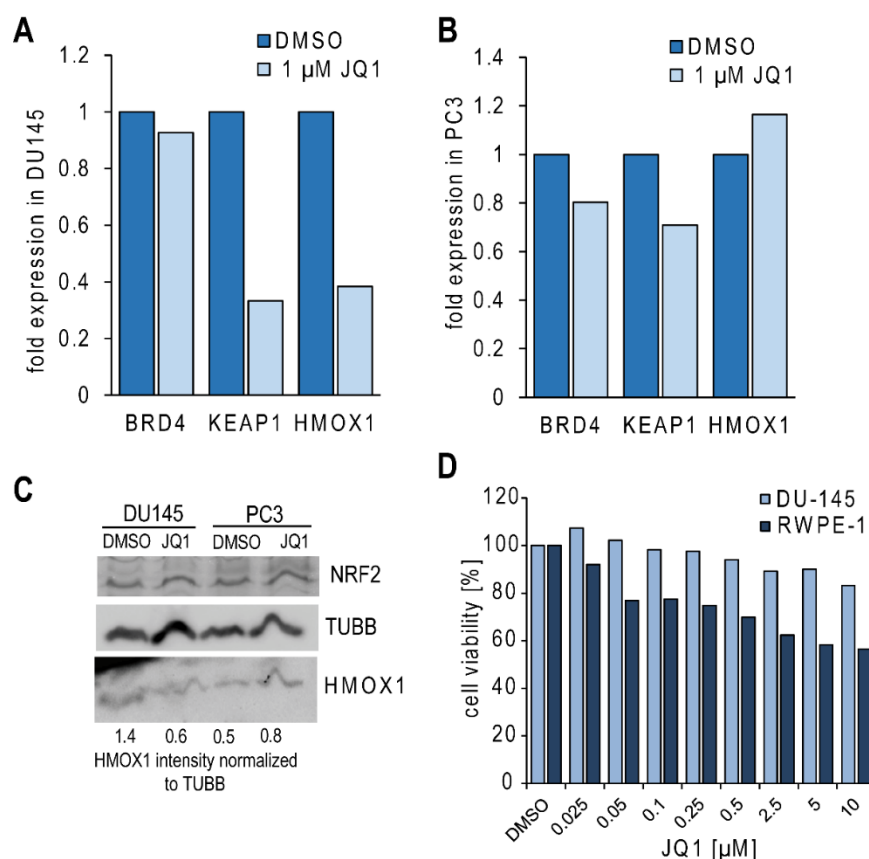 A
fold expression in DU145
1.2
1
0.8
0.6
0.4
0.2
0
DMSO
1 µM JQ1
BRD4 KEAP1 HMOX1
B
fold expression in PC3
1.4
1.2
1
0.8
0.6
0.4
0.2
0
DMSO
1 µM JQ1
BRD4 KEAP1 HMOX1
C
DU145 PC3
DMSO JQ1 DMSO JQ1
NRF2
TUBB
HMOX1
1.4 0.6 0.5 0.8
HMOX1 intensity normalized
to TUBB
D
cell viability [%]
120
100
80
60
40
20
0
DU-145
RWPE-1
DMSO 0.025 0.05 0.1 0.25 0.5 2.5 5 10
JQ1 [µM]